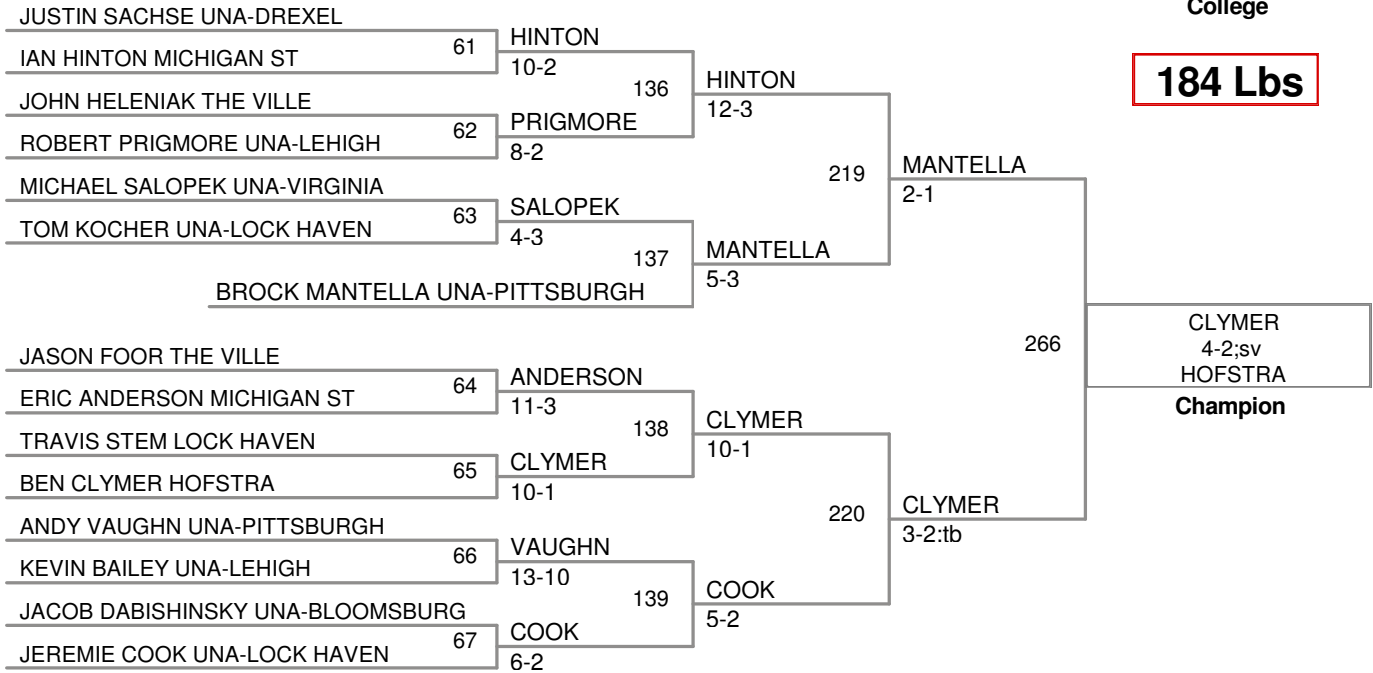 College
184 Lbs
JUSTIN SACHSE UNA-DREXEL
61
HINTON
IAN HINTON MICHIGAN ST
10-2
136
HINTON
12-3
JOHN HELENIAK THE VILLE
62
PRIGMORE
ROBERT PRIGMORE UNA-LEHIGH
8-2
219
MANTELLA
2-1
MICHAEL SALOPEK UNA-VIRGINIA
63
SALOPEK
TOM KOCHER UNA-LOCK HAVEN
4-3
137
MANTELLA
5-3
BROCK MANTELLA UNA-PITTSBURGH
266
CLYMER
4-2;sv
HOFSTRA
Champion
JASON FOOR THE VILLE
64
ANDERSON
ERIC ANDERSON MICHIGAN ST
11-3
138
CLYMER
10-1
TRAVIS STEM LOCK HAVEN
65
CLYMER
BEN CLYMER HOFSTRA
10-1
220
CLYMER
3-2:tb
ANDY VAUGHN UNA-PITTSBURGH
66
VAUGHN
KEVIN BAILEY UNA-LEHIGH
13-10
139
COOK
5-2
JACOB DABISHINSKY UNA-BLOOMSBURG
67
COOK
JEREMIE COOK UNA-LOCK HAVEN
6-2